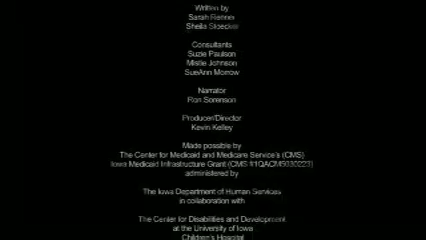 Written by
Sarah Renner
Sheila Stoeckel
Consultants
Suzie Paulson
Mistie Johnson
SueAnn Morrow
Narrator
Ron Sorenson
Producer/Director
Kevin Kelley
Made possible by
The Center for Medicaid and Medicare Service's (CMS)
Iowa Medicaid Infrastructure Grant (CMS
administered by
The Iowa Department of Human Services
in collaboration with
The Center for Disabilities and Development
at the University of Iowa
Children's Hospital